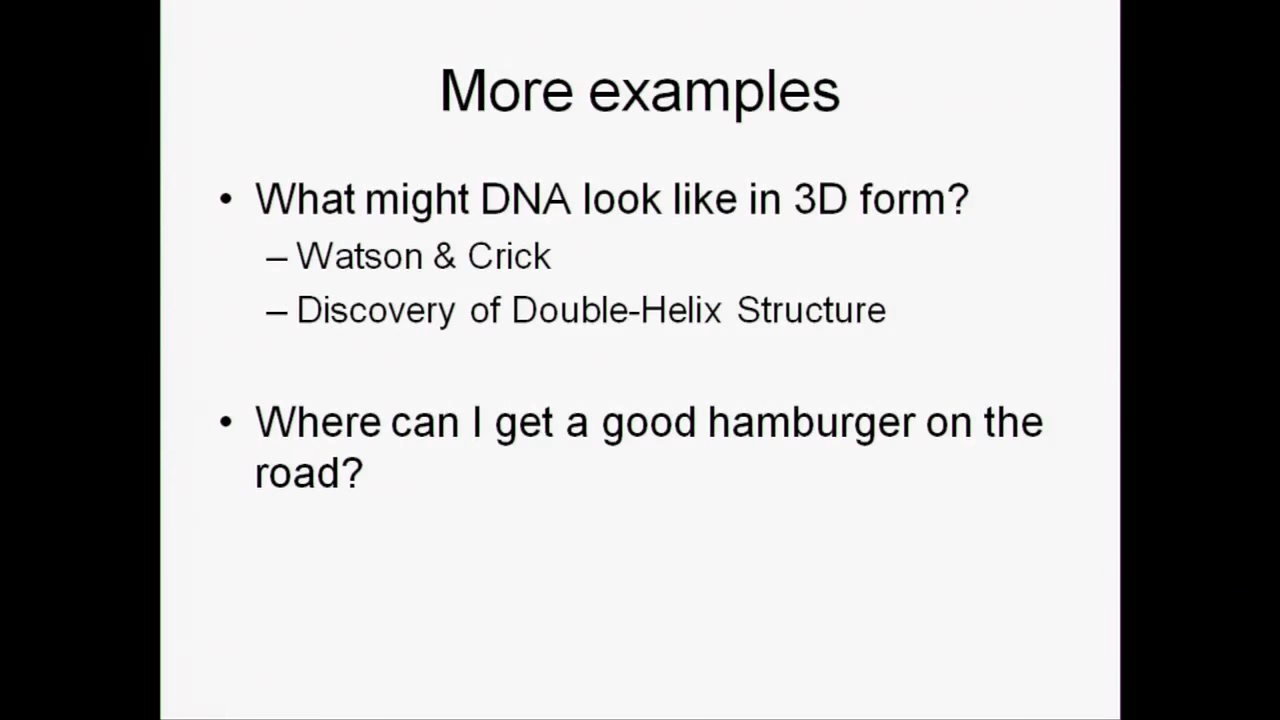 More examples
• What might DNA look like in 3D form?
– Watson & Crick
– Discovery of Double-Helix Structure
• Where can I get a good hamburger on the
road?